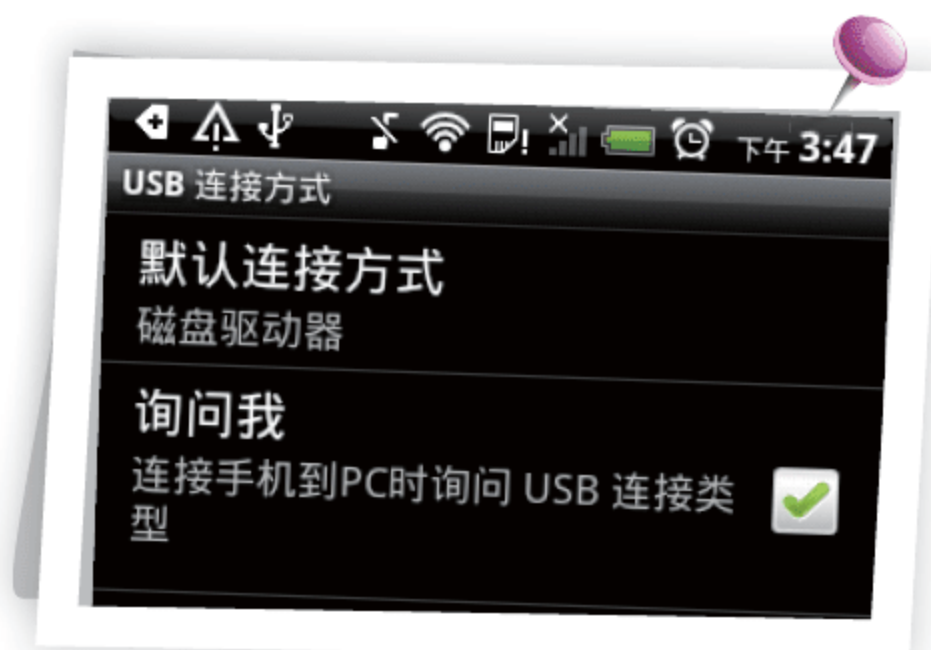 下午 3:47
USB 连接方式
默认连接方式
磁盘驱动器
询问我
连接手机到PC时询问 USB 连接类
型